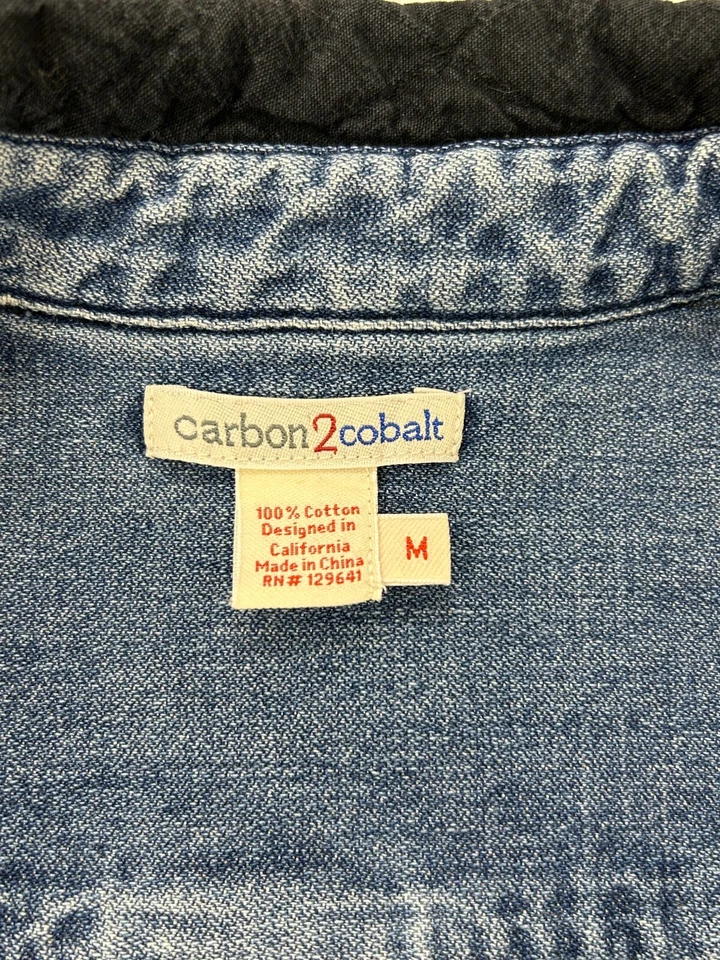 carbon2cobalt
100% Cotton
Designed in
California
Made in China
RN# 129641
M